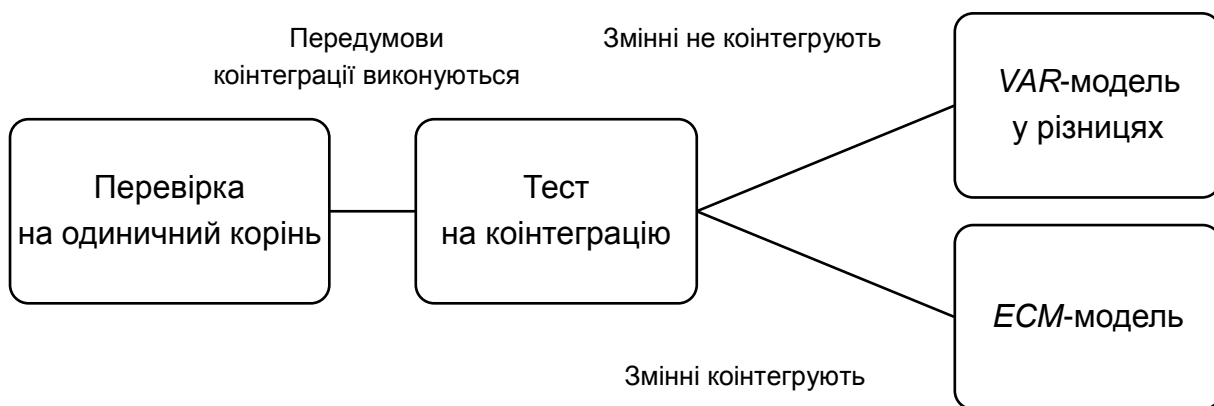 Передумови
коінтеграції виконуються
Змінні не коінтегрують
VAR-модель
у різницях
Перевірка
на одиничний корінь
Тест
на коінтеграцію
ECM-модель
Змінні коінтегрують